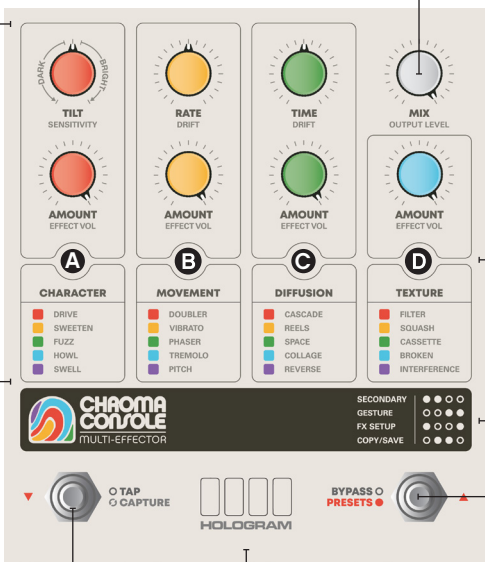 DARK
BRIGHT
TILT
SENSITIVITY
RATE
DRIFT
TIME
DRIFT
MIX
OUTPUT LEVEL
AMOUNT
EFFECT VOL
AMOUNT
EFFECT VOL
AMOUNT
EFFECT VOL
AMOUNT
EFFECT VOL
A
B
C
D
CHARACTER
DRIVE
SWEETEN
FUZZ
HOWL
SWELL
MOVEMENT
DOUBLER
VIBRATO
PHASER
TREMOLO
PITCH
DIFFUSION
CASCADE
REELS
SPACE
COLLAGE
REVERSE
TEXTURE
FILTER
SQUASH
CASSETTE
BROKEN
INTERFERENCE
CHROMA
CONSOLE
MULTI-EFFECTOR
SECONDARY
GESTURE
FX SETUP
COPY/SAVE
TAP
CAPTURE
HOLOGRAM
BYPASS
PRESETS